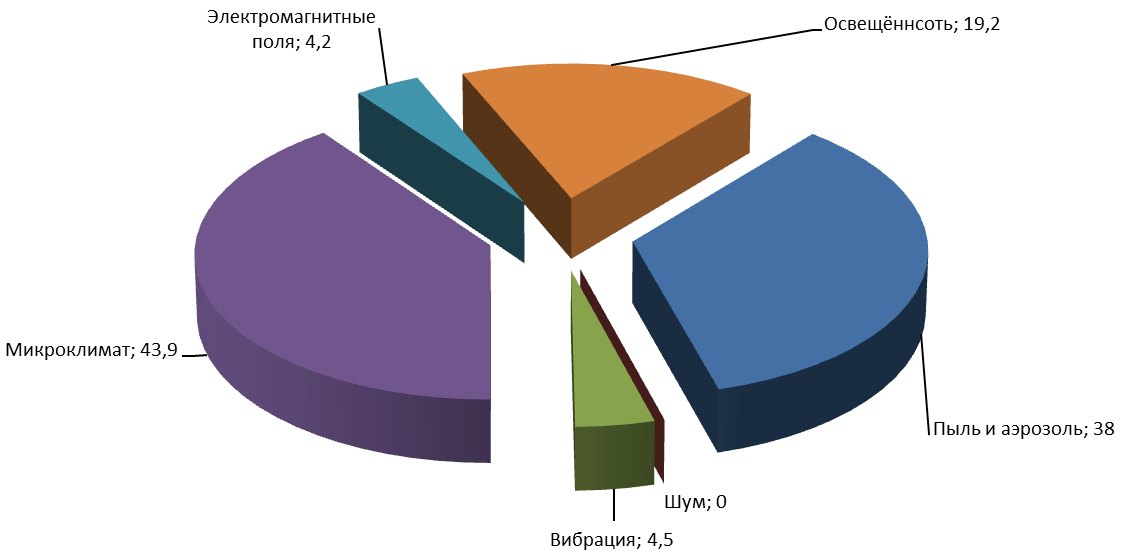 Электромагнитные
поля; 4,2
Освещённсоть; 19,2
Микроклимат; 43,9
Пыль и аэрозоль; 38
Шум; 0
Вибрация; 4,5